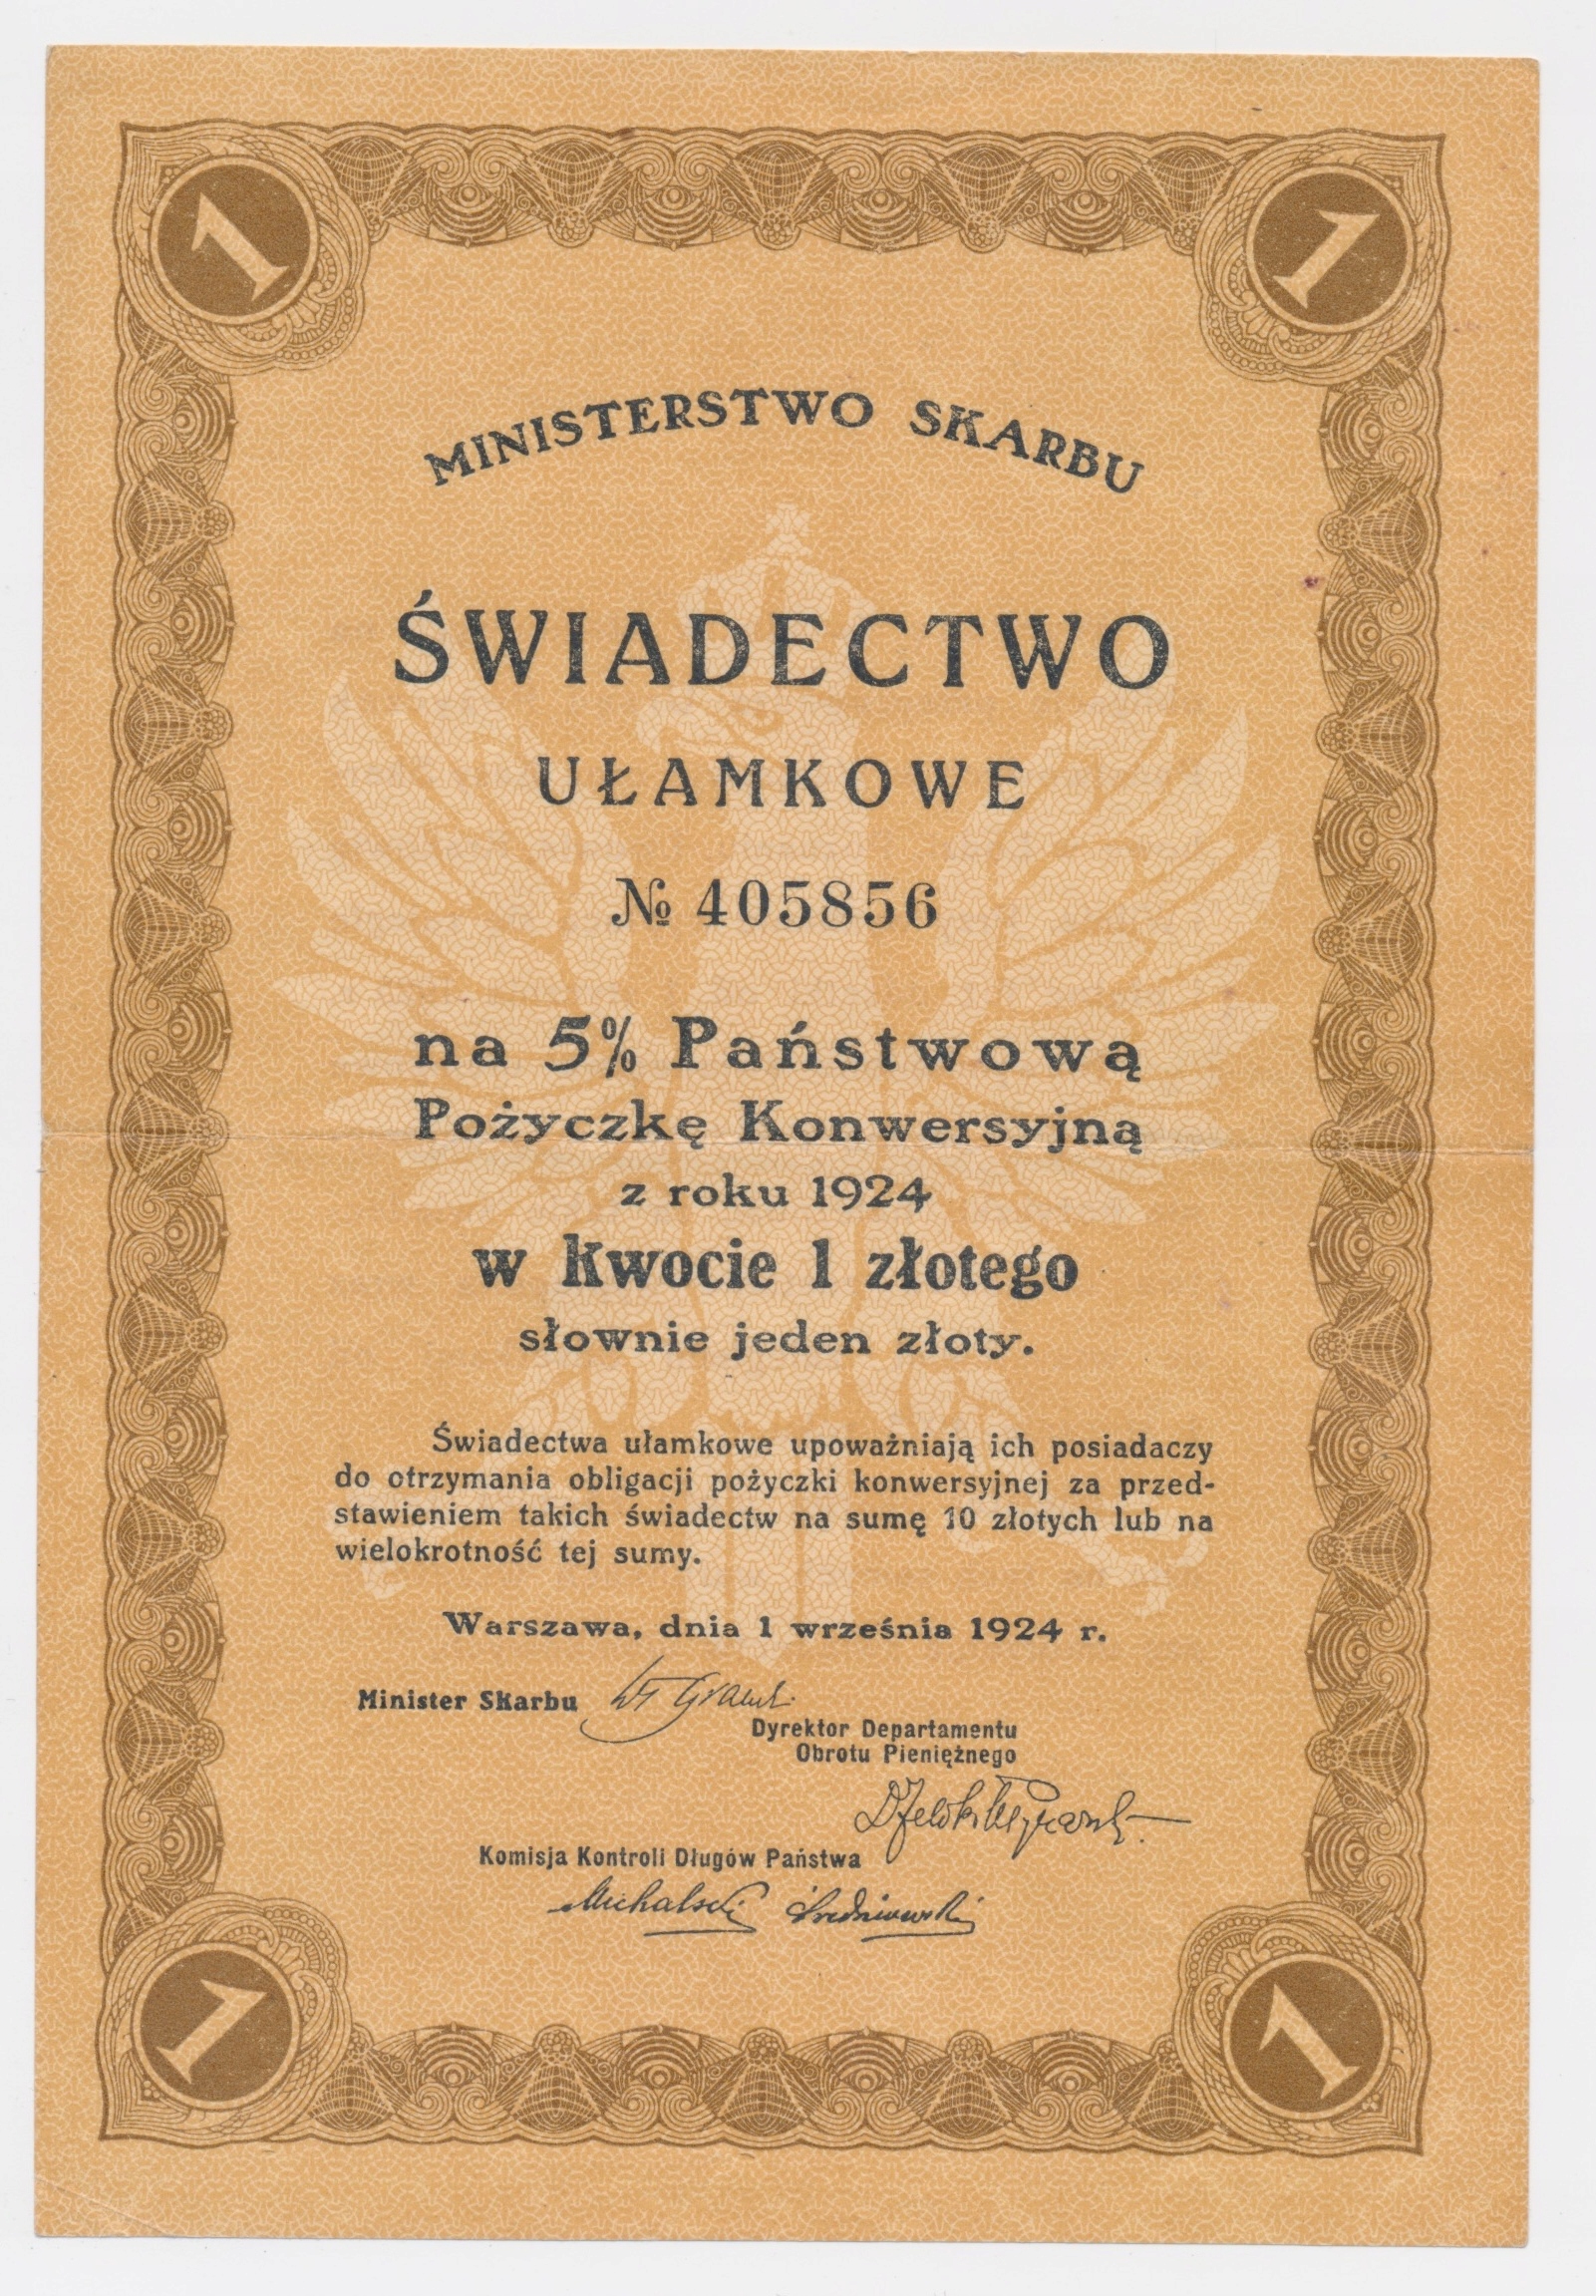 1
1
MINISTERSTWO SKARBU
ŚWIADECTWO
UŁAMKOWE
№ 405856
na 5% Państwową
Pożyczkę Konwersyjną
z roku 1924
w kwocie 1 złotego
słownie jeden złoty.
Świadectwa ułamkowe upoważniają ich posiadaczy
do otrzymania obligacji pożyczki konwersyjnej za przed-
stawieniem takich świadectw na sumę 10 złotych lub na
wielokrotność tej sumy.
Warszawa, dnia 1 września 1924 r.
Minister Skarbu
Dyrektor Departamentu
Obrotu Pieniężnego
Komisja Kontroli Długów Państwa
Michalski
1
1